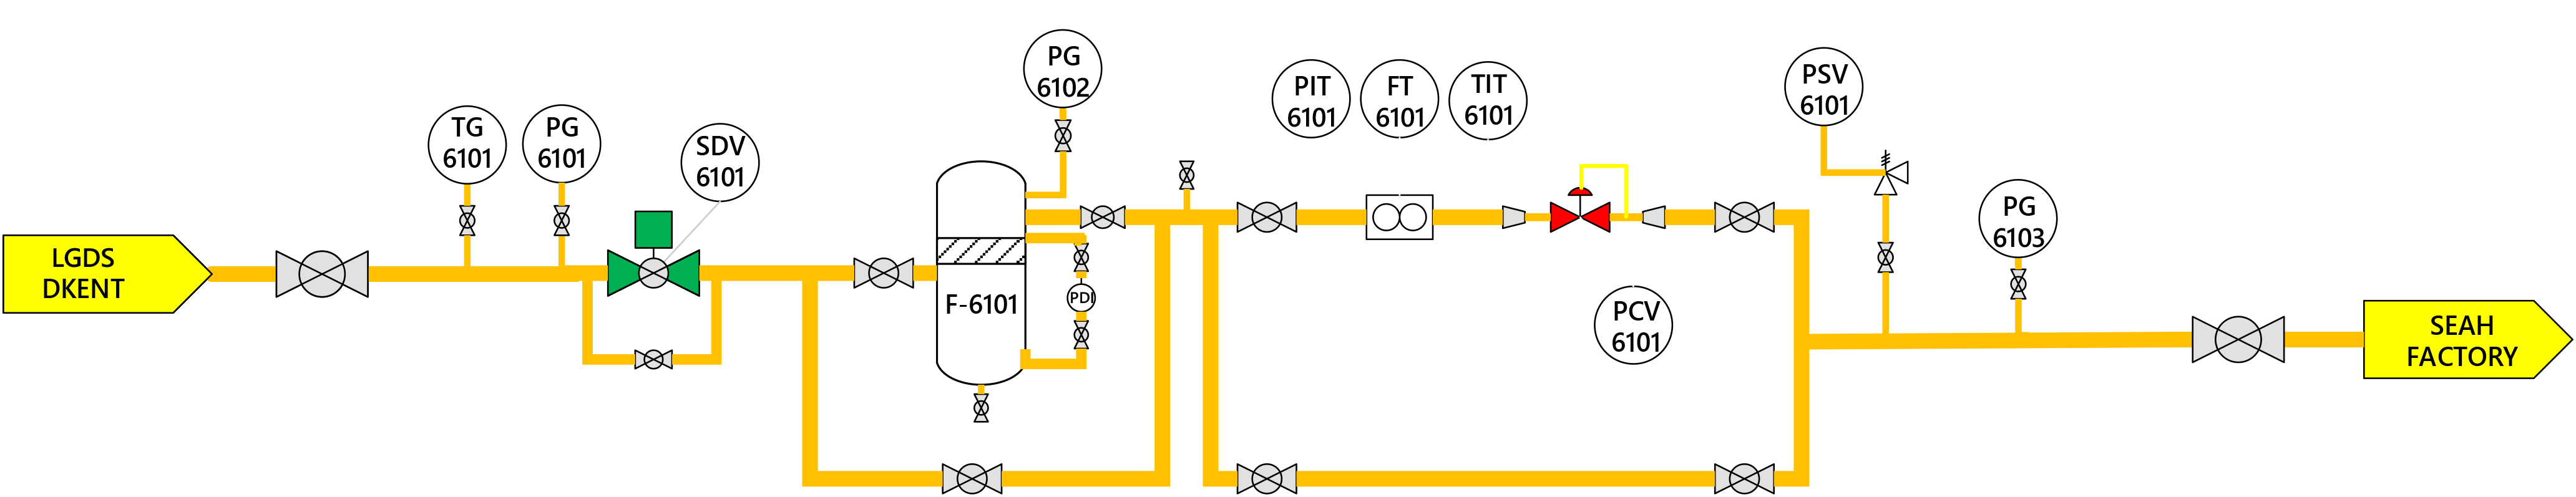 LGDS
DKENT
TG
6101
PG
6101
SDV
6101
F-6101
PG
6102
PDI
PIT
6101
FT
6101
TIT
6101
PCV
6101
PSV
6101
PG
6103
SEAH
FACTORY